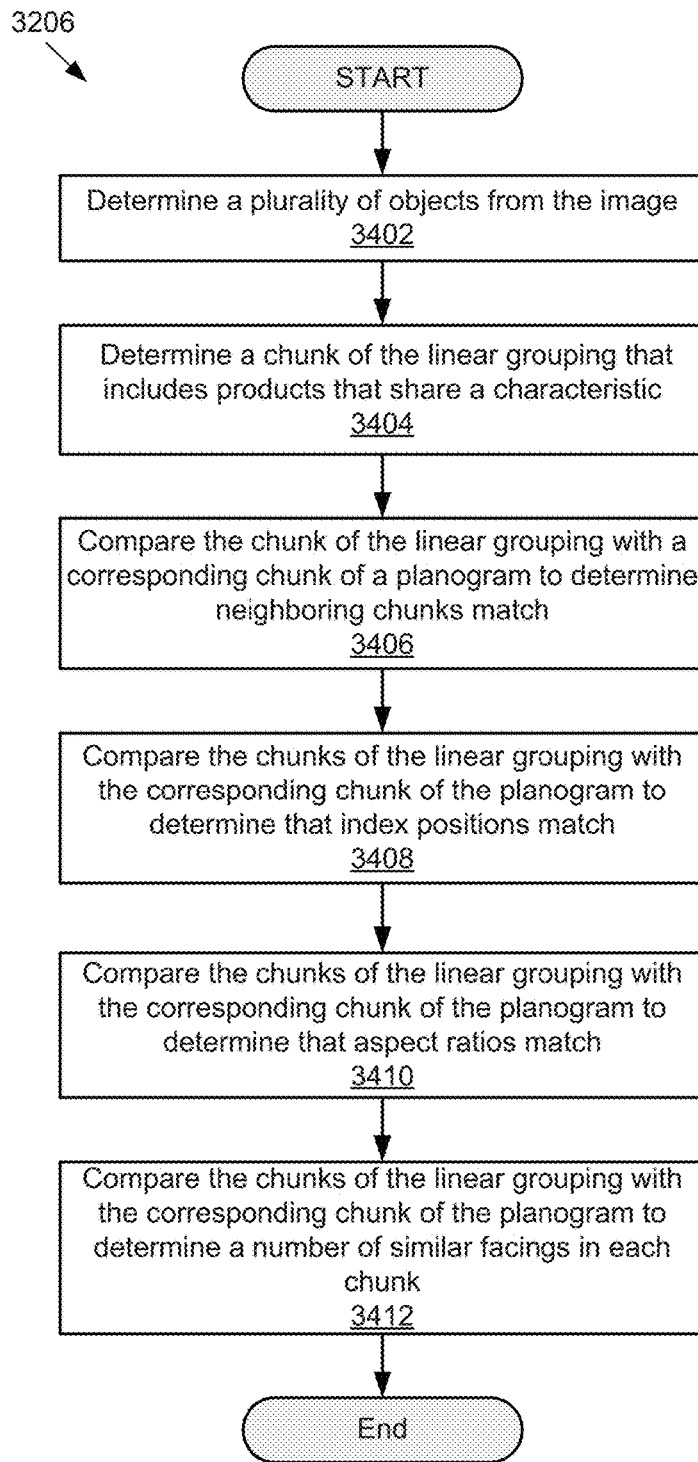 3206
START
Determine a plurality of objects from the image
3402
Determine a chunk of the linear grouping that
includes products that share a characteristic
3404
Compare the chunk of the linear grouping with a
corresponding chunk of a planogram to determine
neighboring chunks match
3406
Compare the chunks of the linear grouping with
the corresponding chunk of the planogram to
determine that index positions match
3408
Compare the chunks of the linear grouping with
the corresponding chunk of the planogram to
determine that aspect ratios match
3410
Compare the chunks of the linear grouping with
the corresponding chunk of the planogram to
determine a number of similar facings in each
chunk
3412
End